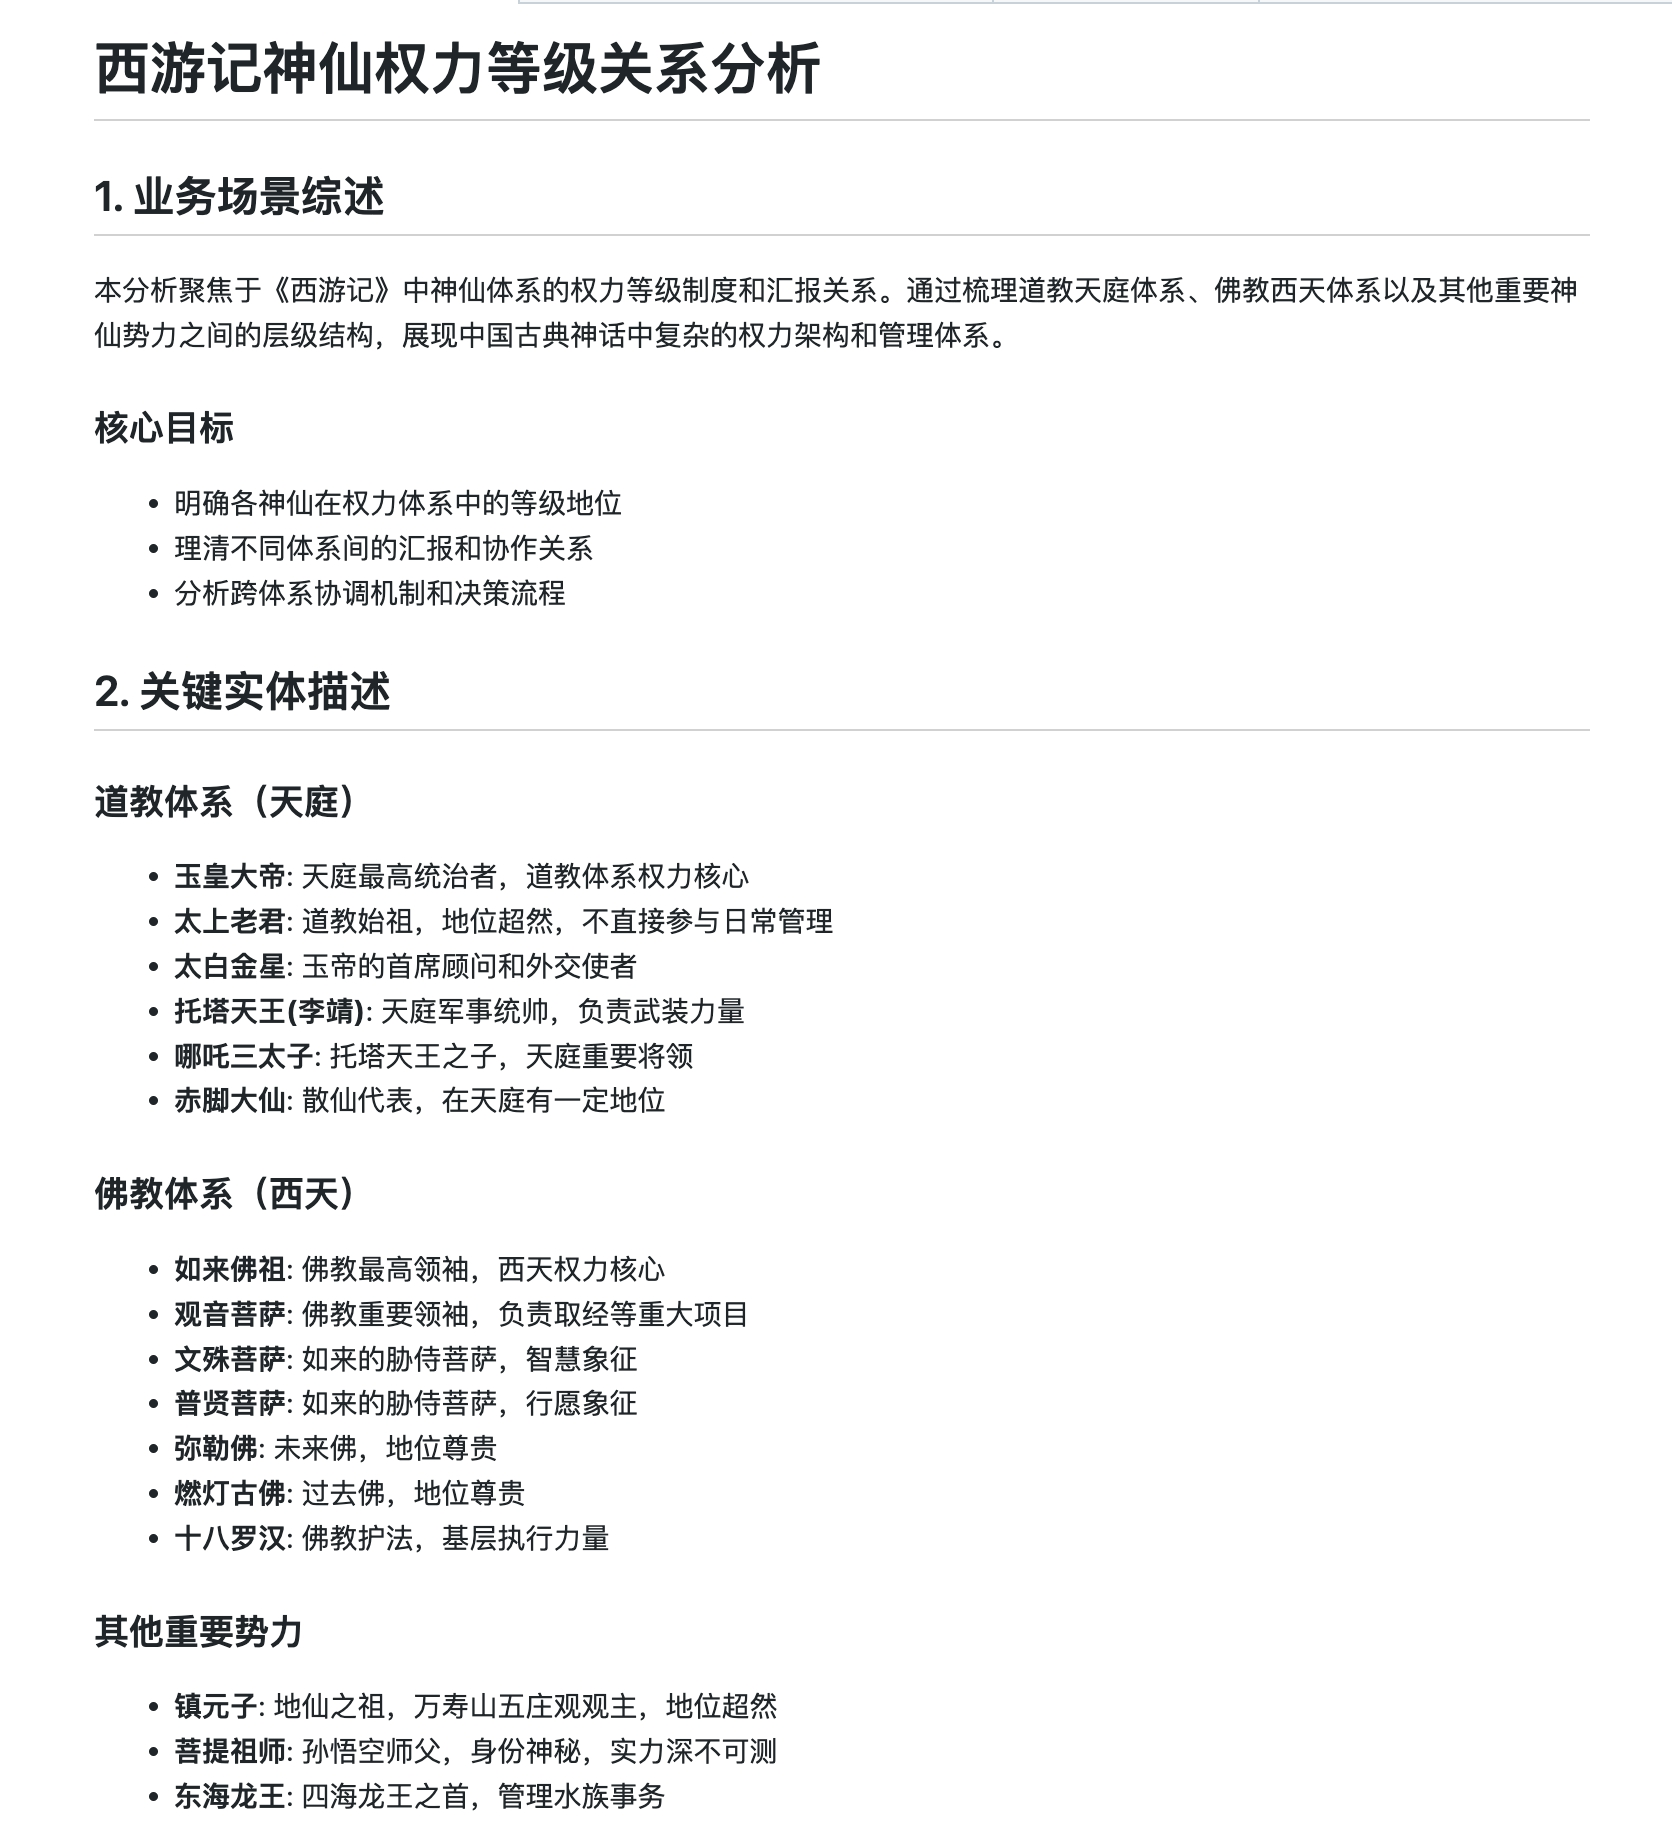 西游记神仙权力等级关系分析
1. 业务场景综述
本分析聚焦于《西游记》中神仙体系的权力等级制度和汇报关系。通过梳理道教天庭体系、佛教西天体系以及其他重要神
仙势力之间的层级结构，展现中国古典神话中复杂的权力架构和管理体系。
核心目标
• 明确各神仙在权力体系中的等级地位
• 理清不同体系间的汇报和协作关系
• 分析跨体系协调机制和决策流程
2. 关键实体描述
道教体系（天庭）
• 玉皇大帝: 天庭最高统治者，道教体系权力核心
• 太上老君: 道教始祖，地位超然，不直接参与日常管理
• 太白金星: 玉帝的首席顾问和外交使者
• 托塔天王(李靖): 天庭军事统帅，负责武装力量
• 哪吒三太子: 托塔天王之子，天庭重要将领
• 赤脚大仙: 散仙代表，在天庭有一定地位
佛教体系（西天）
• 如来佛祖: 佛教最高领袖，西天权力核心
• 观音菩萨: 佛教重要领袖，负责取经等重大项目
• 文殊菩萨: 如来的胁侍菩萨，智慧象征
• 普贤菩萨: 如来的胁侍菩萨，行愿象征
• 弥勒佛: 未来佛，地位尊贵
• 燃灯古佛: 过去佛，地位尊贵
• 十八罗汉: 佛教护法，基层执行力量
其他重要势力
• 镇元子: 地仙之祖，万寿山五庄观观主，地位超然
• 菩提祖师: 孙悟空师父，身份神秘，实力深不可测
• 东海龙王: 四海龙王之首，管理水族事务